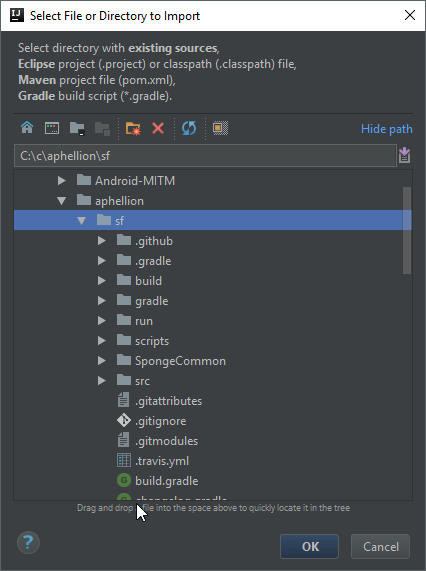 Select File or Directory to Import
Select directory with existing sources,
Eclipse project (.project) or classpath (.classpath) file,
Maven project file (pom.xml),
Gradle build script (*.gradle).
Hide path
C:\c\aphellion\sf
Android-MITM
aphellion
sf
.github
.gradle
build
gradle
run
scripts
SpongeCommon
src
.gitattributes
.gitignore
.gitmodules
.travis.yml
build.gradle
changelog.gradle
Drag and drop a file into the space above to quickly locate it in the tree
OK
Cancel